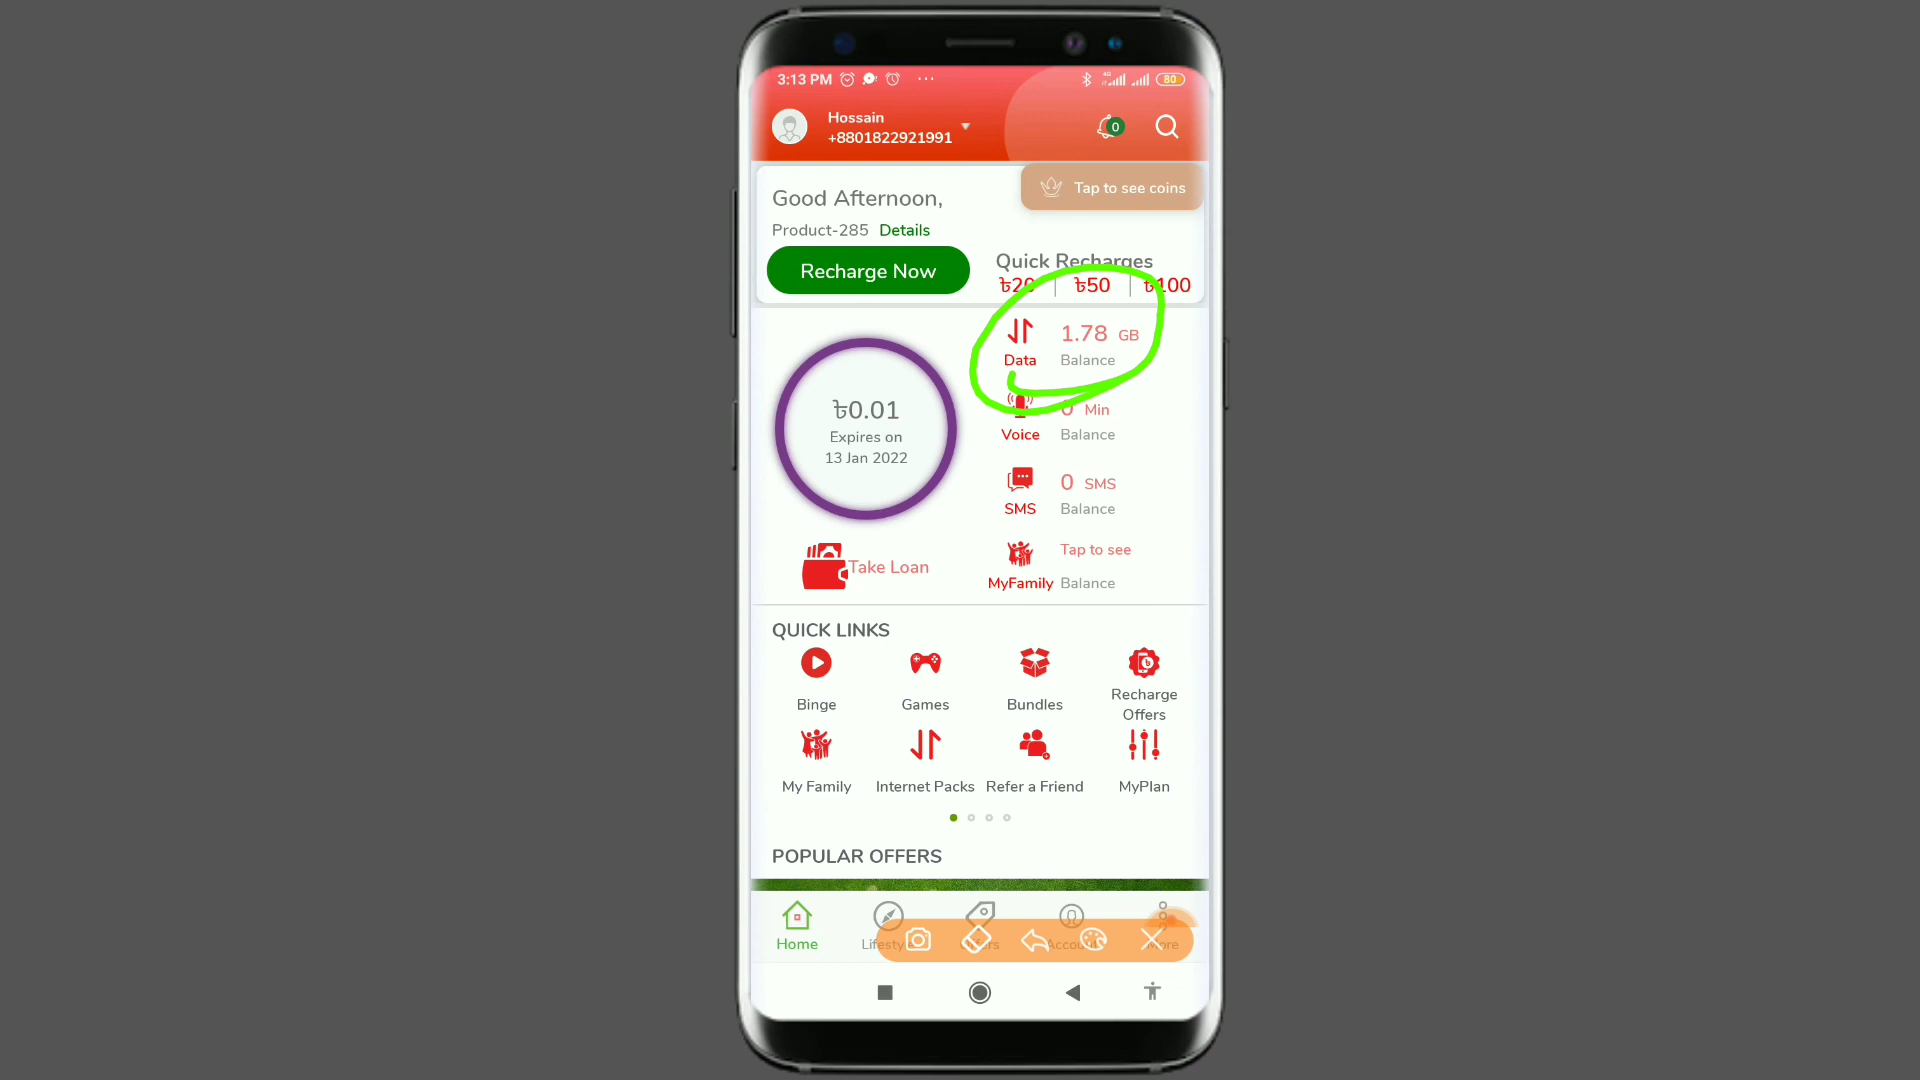 3:13 PM
80
Hossain
+8801822921991
0
Tap to see coins
Good Afternoon,
Product-285 Details
Recharge Now
Quick Recharges
৳20 | ৳50 | ৳100
1.78 GB
Data Balance
0 Min
Voice Balance
৳0.01
Expires on
13 Jan 2022
0 SMS
SMS Balance
Take Loan
Tap to see
MyFamily Balance
QUICK LINKS
Binge Games Bundles Recharge Offers
My Family Internet Packs Refer a Friend MyPlan
POPULAR OFFERS
Home Lifestyle Offers Account More